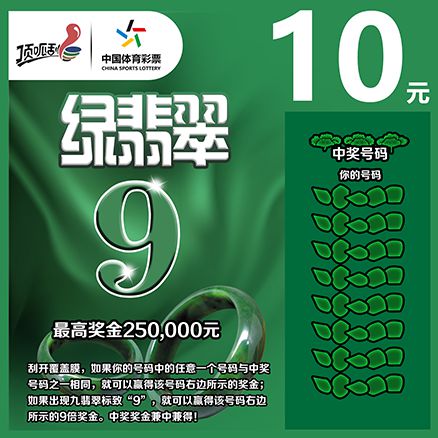 顶呱刮
中国体育彩票
CHINA SPORTS LOTTERY
10元
绿翡翠
9
最高奖金250,000元
刮开覆盖膜，如果你的号码中的任意一个号码与中奖
号码之一相同，就可以赢得该号码右边所示的奖金；
如果出现九翡翠标致“9”，就可以赢得该号码右边
所示的9倍奖金。中奖奖金兼中兼得！
中奖号码
你的号码